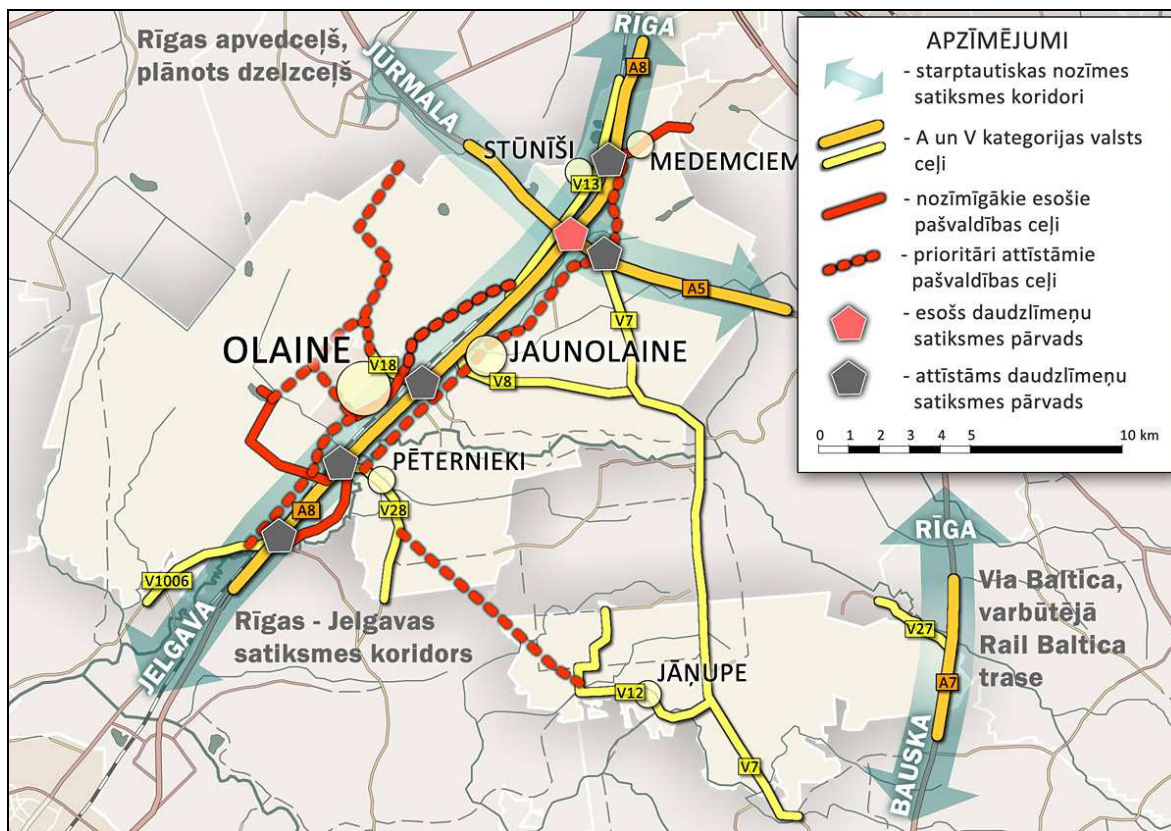 Rīgas apvedceļš,
plānots dzelzceļš
JŪRMALA
RĪGA
A8
STŪNĪŠI
MEDEMCIEM
V13
A5
V7
OLAINE
V18
JAUNOLAINE
V8
PĒTERNIEKI
A8
V28
V1006
JELGAVA
Rīgas - Jelgavas
satiksmes koridors
JĀŅUPE
V12
V7
RĪGA
Via Baltica,
varbūtējā
Rail Baltica
trase
V27
A7
BAUSKA
APZĪMĒJUMI
- starptautiskas nozīmes
satiksmes koridori
- A un V kategorijas valsts
ceļi
- nozīmīgākie esošie
pašvaldības ceļi
- prioritāri attīstāmie
pašvaldības ceļi
- esošs daudzlīmeņu
satiksmes pārvads
- attīstāms daudzlīmeņu
satiksmes pārvads
0 1 2 3 4 5 10 km